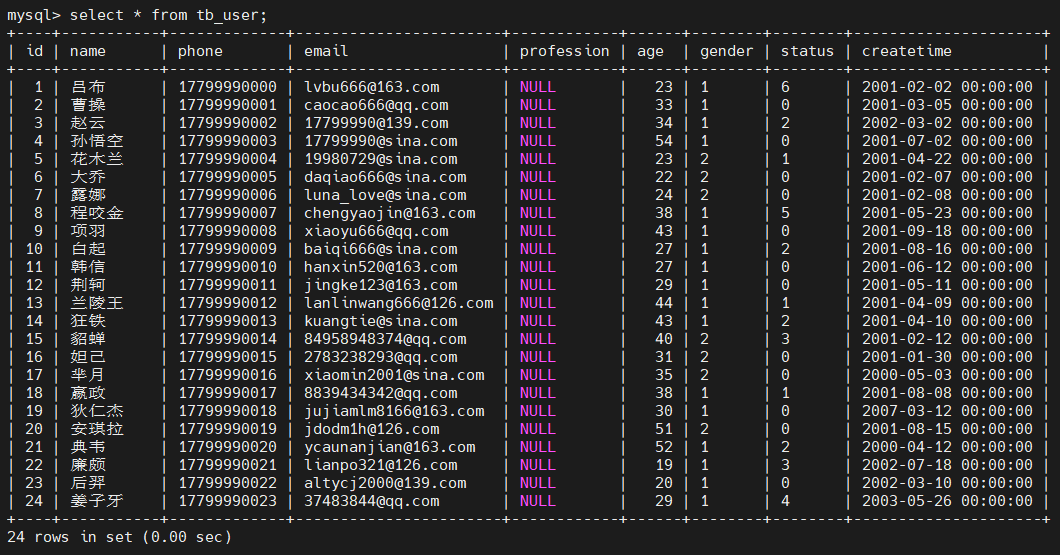 mysql> select * from tb_user;
+----+-----------+-------------+-----------------------+------------+------+--------+--------+---------------------+
| id | name | phone | email | profession | age | gender | status | createtime |
+----+-----------+-------------+-----------------------+------------+------+--------+--------+---------------------+
| 1 | 吕布 | 17799990000 | lvbu666@163.com | NULL | 23 | 1 | 6 | 2001-02-02 00:00:00 |
| 2 | 曹操 | 17799990001 | caocao666@qq.com | NULL | 33 | 1 | 0 | 2001-03-05 00:00:00 |
| 3 | 赵云 | 17799990002 | 17799990@139.com | NULL | 34 | 1 | 2 | 2002-03-02 00:00:00 |
| 4 | 孙悟空 | 17799990003 | 17799990@sina.com | NULL | 54 | 1 | 0 | 2001-07-02 00:00:00 |
| 5 | 花木兰 | 17799990004 | 19980729@sina.com | NULL | 23 | 2 | 1 | 2001-04-22 00:00:00 |
| 6 | 大乔 | 17799990005 | daqiao666@sina.com | NULL | 22 | 2 | 0 | 2001-02-07 00:00:00 |
| 7 | 露娜 | 17799990006 | luna_love@sina.com | NULL | 24 | 2 | 0 | 2001-02-08 00:00:00 |
| 8 | 程咬金 | 17799990007 | chengyaojin@163.com | NULL | 38 | 1 | 5 | 2001-05-23 00:00:00 |
| 9 | 项羽 | 17799990008 | xiaoyu666@qq.com | NULL | 43 | 1 | 0 | 2001-09-18 00:00:00 |
| 10 | 白起 | 17799990009 | baiqi666@sina.com | NULL | 27 | 1 | 2 | 2001-08-16 00:00:00 |
| 11 | 韩信 | 17799990010 | hanxin520@163.com | NULL | 27 | 1 | 0 | 2001-06-12 00:00:00 |
| 12 | 荆轲 | 17799990011 | jingke123@163.com | NULL | 29 | 1 | 0 | 2001-05-11 00:00:00 |
| 13 | 兰陵王 | 17799990012 | lanlinwang666@126.com | NULL | 44 | 1 | 1 | 2001-04-09 00:00:00 |
| 14 | 狂铁 | 17799990013 | kuangtie@sina.com | NULL | 43 | 1 | 2 | 2001-04-10 00:00:00 |
| 15 | 貂蝉 | 17799990014 | 84958948374@qq.com | NULL | 40 | 2 | 3 | 2001-02-12 00:00:00 |
| 16 | 妲己 | 17799990015 | 2783238293@qq.com | NULL | 31 | 2 | 0 | 2001-01-30 00:00:00 |
| 17 | 芈月 | 17799990016 | xiaomin2001@sina.com | NULL | 35 | 2 | 0 | 2000-05-03 00:00:00 |
| 18 | 嬴政 | 17799990017 | 8839434342@qq.com | NULL | 38 | 1 | 1 | 2001-08-08 00:00:00 |
| 19 | 狄仁杰 | 17799990018 | jujiamlm8166@163.com | NULL | 30 | 1 | 0 | 2007-03-12 00:00:00 |
| 20 | 安琪拉 | 17799990019 | jdodm1h@126.com | NULL | 51 | 2 | 0 | 2001-08-15 00:00:00 |
| 21 | 典韦 | 17799990020 | ycaunanjian@163.com | NULL | 52 | 1 | 2 | 2000-04-12 00:00:00 |
| 22 | 廉颇 | 17799990021 | lianpo321@126.com | NULL | 19 | 1 | 3 | 2002-07-18 00:00:00 |
| 23 | 后羿 | 17799990022 | altycj2000@139.com | NULL | 20 | 1 | 0 | 2002-03-10 00:00:00 |
| 24 | 姜子牙 | 17799990023 | 37483844@qq.com | NULL | 29 | 1 | 4 | 2003-05-26 00:00:00 |
+----+-----------+-------------+-----------------------+------------+------+--------+--------+---------------------+
24 rows in set (0.00 sec)